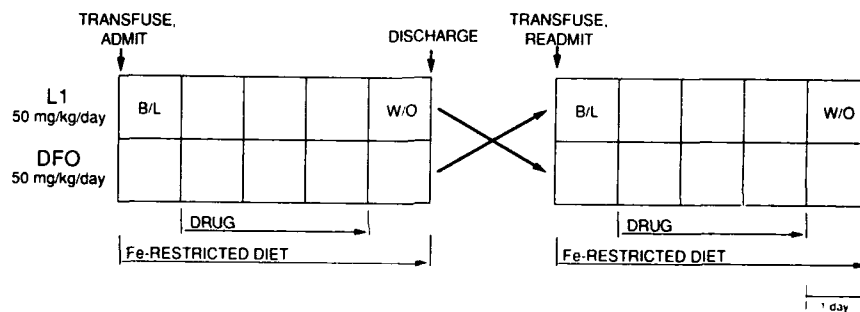 TRANSFUSE,
ADMIT
DISCHARGE
TRANSFUSE,
READMIT
L1
50 mg/kg/day
B/L
W/O
B/L
W/O
DFO
50 mg/kg/day
DRUG
DRUG
Fe-RESTRICTED DIET
Fe-RESTRICTED DIET
1 day